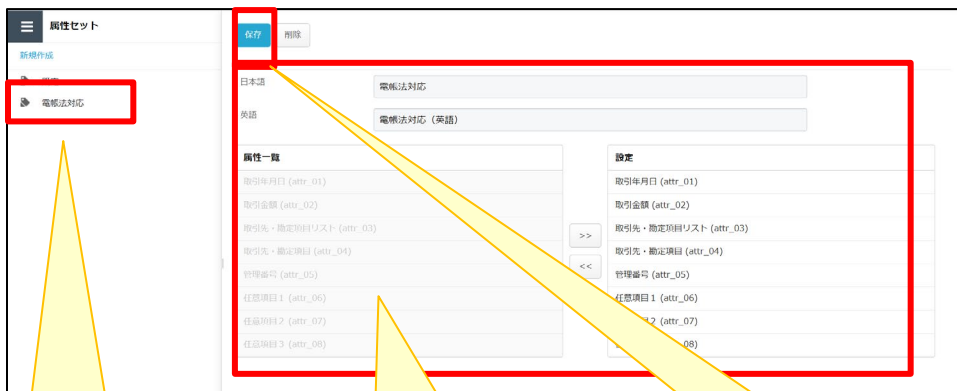 属性セット
保存
削除
新規作成
電帳法対応
日本語
電帳法対応
英語
電帳法対応（英語）
属性一覧
設定
取引年月日 (attr_01)
取引年月日 (attr_01)
取引金額 (attr_02)
取引金額 (attr_02)
取引先・勘定項目リスト (attr_03)
取引先・勘定項目リスト (attr_03)
>>
取引先・勘定項目 (attr_04)
取引先・勘定項目 (attr_04)
<<
管理番号 (attr_05)
管理番号 (attr_05)
任意項目１ (attr_06)
任意項目１ (attr_06)
任意項目２ (attr_07)
２ (attr_07)
任意項目３ (attr_08)
_08)